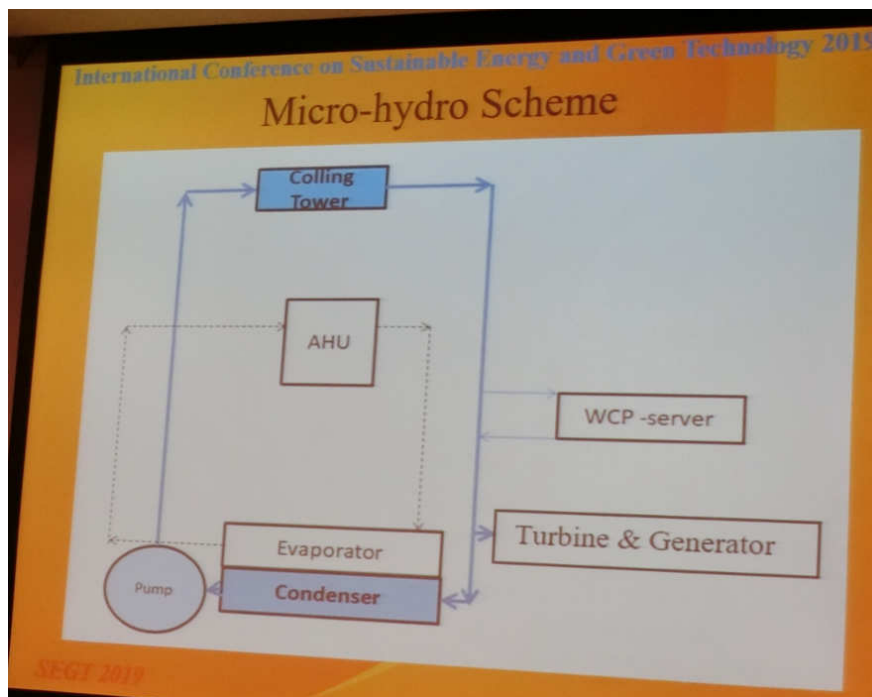 International Conference on Sustainable Energy and Green Technology 2019
Micro-hydro Scheme
Colling
Tower
AHU
WCP -server
Turbine & Generator
Evaporator
Condenser
Pump
SEGT 2019